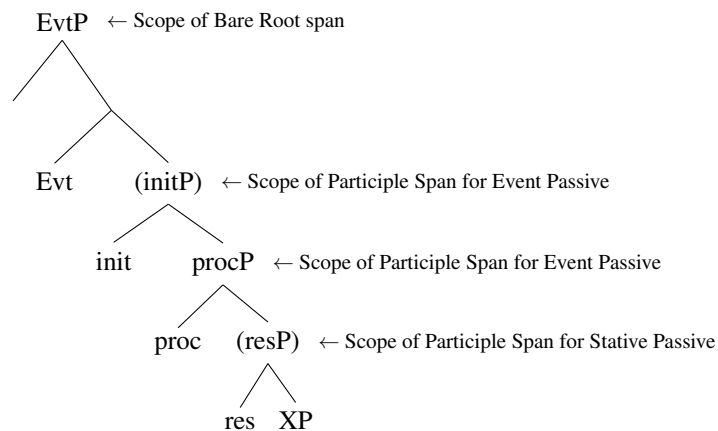 EvtP ← Scope of Bare Root span
Evt (initP) ← Scope of Participle Span for Event Passive
init procP ← Scope of Participle Span for Event Passive
proc (resP) ← Scope of Participle Span for Stative Passive
res XP